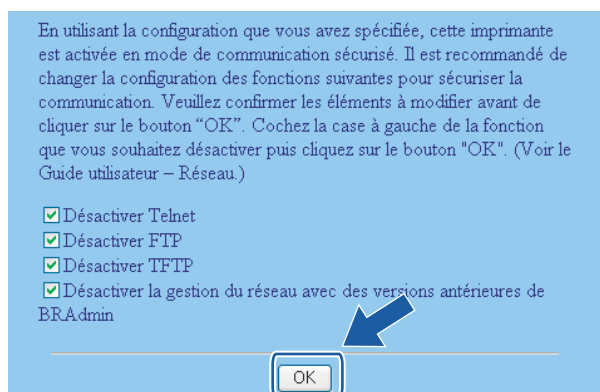 En utilisant la configuration que vous avez spécifiée, cette imprimante
est activée en mode de communication sécurisé. Il est recommandé de
changer la configuration des fonctions suivantes pour sécuriser la
communication. Veuillez confirmer les éléments à modifier avant de
cliquer sur le bouton “OK”. Cochez la case à gauche de la fonction
que vous souhaitez désactiver puis cliquez sur le bouton "OK". (Voir le
Guide utilisateur – Réseau.)
Désactiver Telnet
Désactiver FTP
Désactiver TFTP
Désactiver la gestion du réseau avec des versions antérieures de
BRAdmin
OK